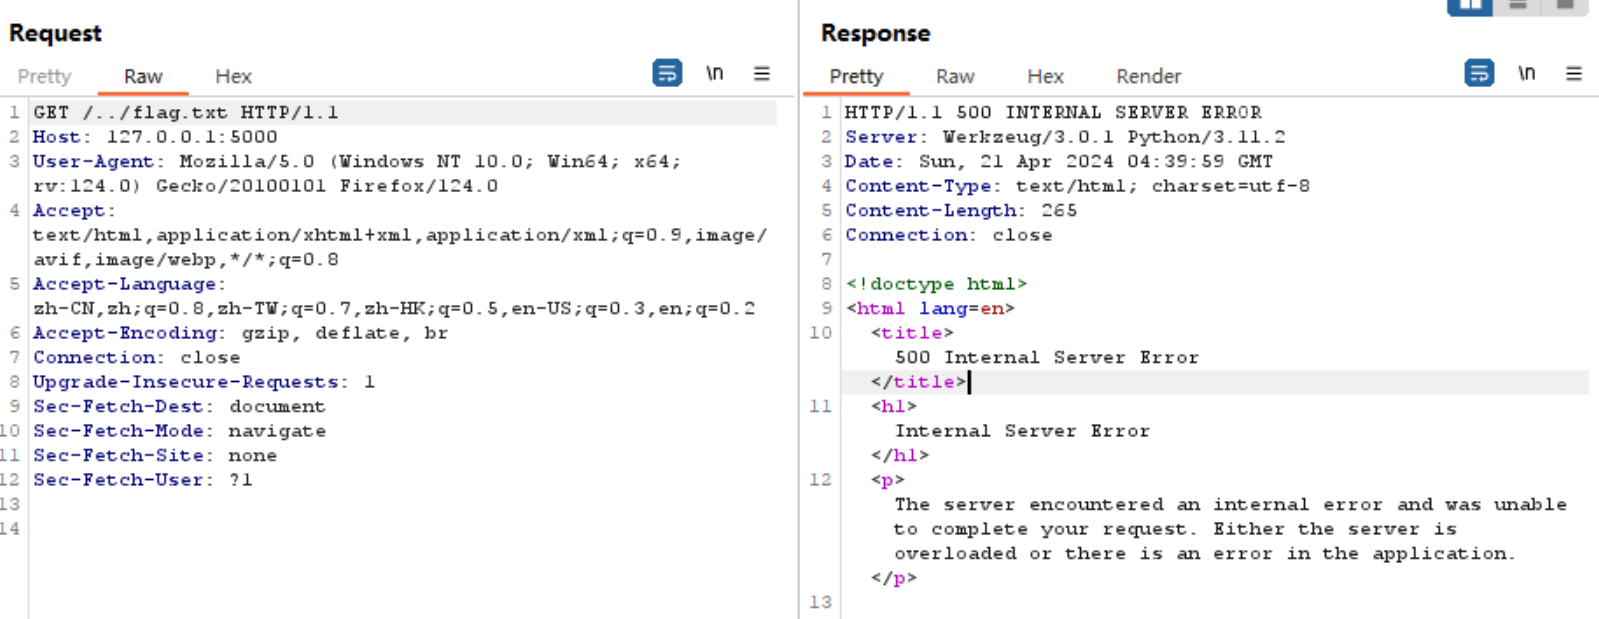 Request
Pretty Raw Hex \n
1 GET /../flag.txt HTTP/1.1
2 Host: 127.0.0.1:5000
3 User-Agent: Mozilla/5.0 (Windows NT 10.0; Win64; x64;
rv:124.0) Gecko/20100101 Firefox/124.0
4 Accept:
text/html,application/xhtml+xml,application/xml;q=0.9,image/
avif,image/webp,*/*;q=0.8
5 Accept-Language:
zh-CN,zh;q=0.8,zh-TW;q=0.7,zh-HK;q=0.5,en-US;q=0.3,en;q=0.2
6 Accept-Encoding: gzip, deflate, br
7 Connection: close
8 Upgrade-Insecure-Requests: 1
9 Sec-Fetch-Dest: document
10 Sec-Fetch-Mode: navigate
11 Sec-Fetch-Site: none
12 Sec-Fetch-User: ?1
13
14
Response
Pretty Raw Hex Render \n
1 HTTP/1.1 500 INTERNAL SERVER ERROR
2 Server: Werkzeug/3.0.1 Python/3.11.2
3 Date: Sun, 21 Apr 2024 04:39:59 GMT
4 Content-Type: text/html; charset=utf-8
5 Content-Length: 265
6 Connection: close
7
8 <!doctype html>
9 <html lang=en>
10 <title>
500 Internal Server Error
</title>
11 <h1>
Internal Server Error
</h1>
12 <p>
The server encountered an internal error and was unable
to complete your request. Either the server is
overloaded or there is an error in the application.
</p>
13